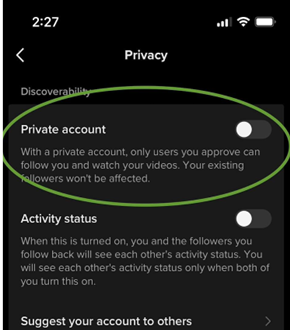 2:27
Privacy
Discoverability
Private account
With a private account, only users you approve can
follow you and watch your videos. Your existing
followers won't be affected.
Activity status
When this is turned on, you and the followers you
follow back will see each other's activity status. You
will see each other's activity status only when both of
you turn this on.
Suggest your account to others